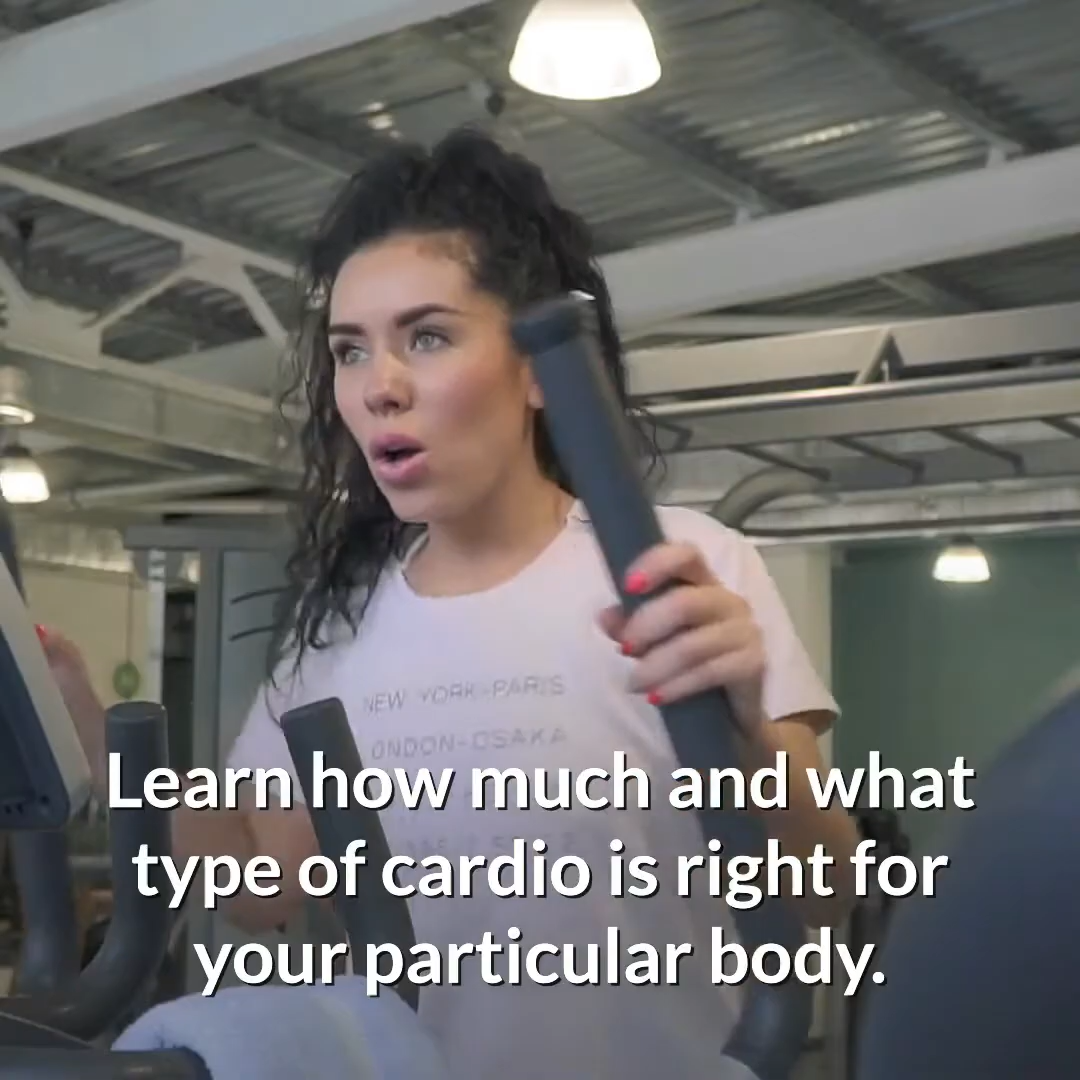 NEW YORK-PARIS
ONDON-OSAKA
Learn how much and what
type of cardio is right for
your particular body.